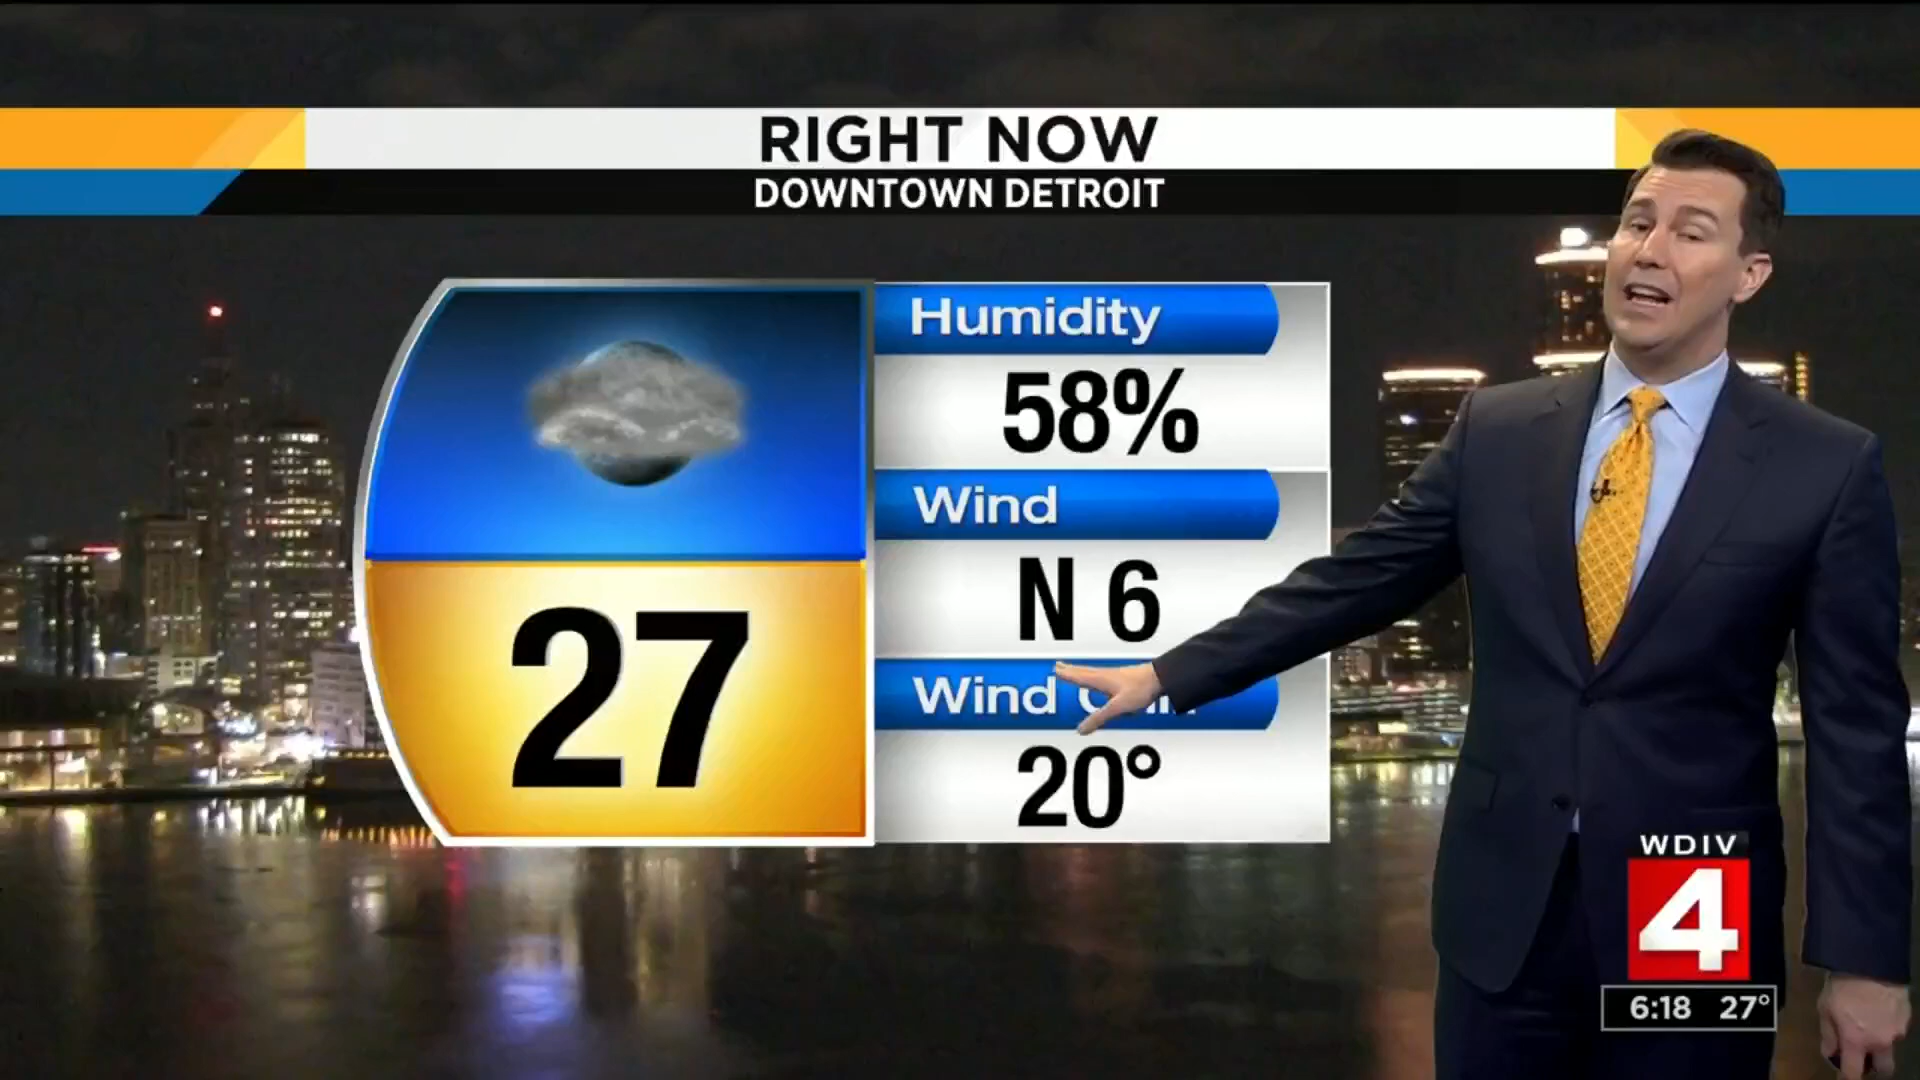 RIGHT NOW
DOWNTOWN DETROIT
Humidity
58%
Wind
N 6
27
Wind
20°
WDIV
4
6:18 27°